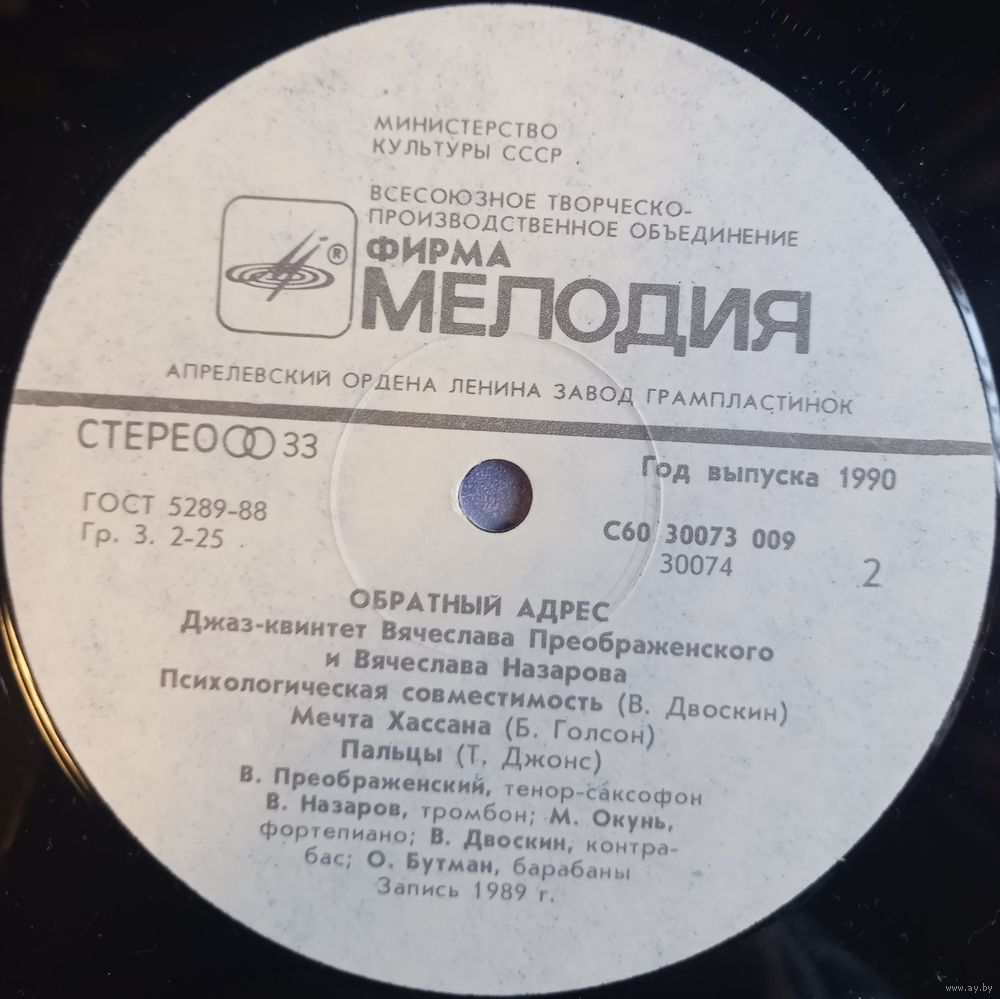 МИНИСТЕРСТВО
КУЛЬТУРЫ СССР
ВСЕСОЮЗНОЕ ТВОРЧЕСКО-
ПРОИЗВОДСТВЕННОЕ ОБЪЕДИНЕНИЕ
®
ФИРМА
МЕЛОДИЯ
АПРЕЛЕВСКИЙ ОРДЕНА ЛЕНИНА ЗАВОД ГРАМПЛАСТИНОК
СТЕРЕО 33
Год выпуска 1990
ГОСТ 5289-88
Гр. 3. 2-25
С60 30073 009
30074
2
ОБРАТНЫЙ АДРЕС
Джаз-квинтет Вячеслава Преображенского
и Вячеслава Назарова
Психологическая совместимость (В. Двоскин)
Мечта Хассана (Б. Голсон)
Пальцы (Т. Джонс)
В. Преображенский, тенор-саксофон
В. Назаров, тромбон; М. Окунь,
фортепиано; В. Двоскин, контра-
бас; О. Бутман, барабаны
Запись 1989 г.
www.ay.by